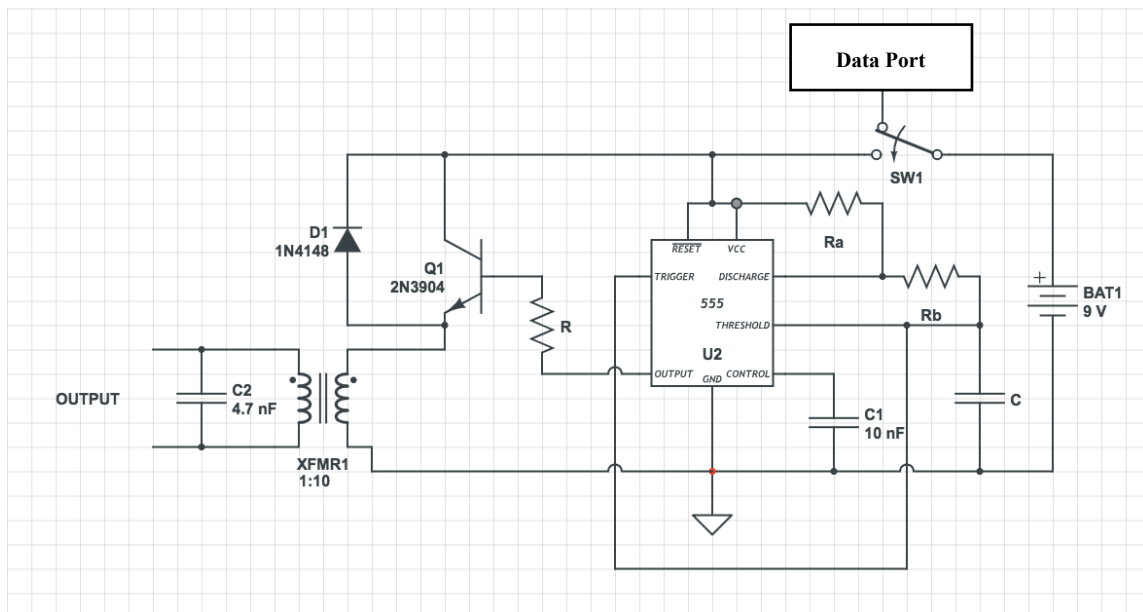 Data Port
SW1
D1
1N4148
Q1
2N3904
R
RESET
VCC
Ra
TRIGGER
DISCHARGE
555
THRESHOLD
Rb
U2
OUTPUT
GND
CONTROL
+
BAT1
9 V
OUTPUT
C2
4.7 nF
C1
10 nF
C
XFMR1
1:10